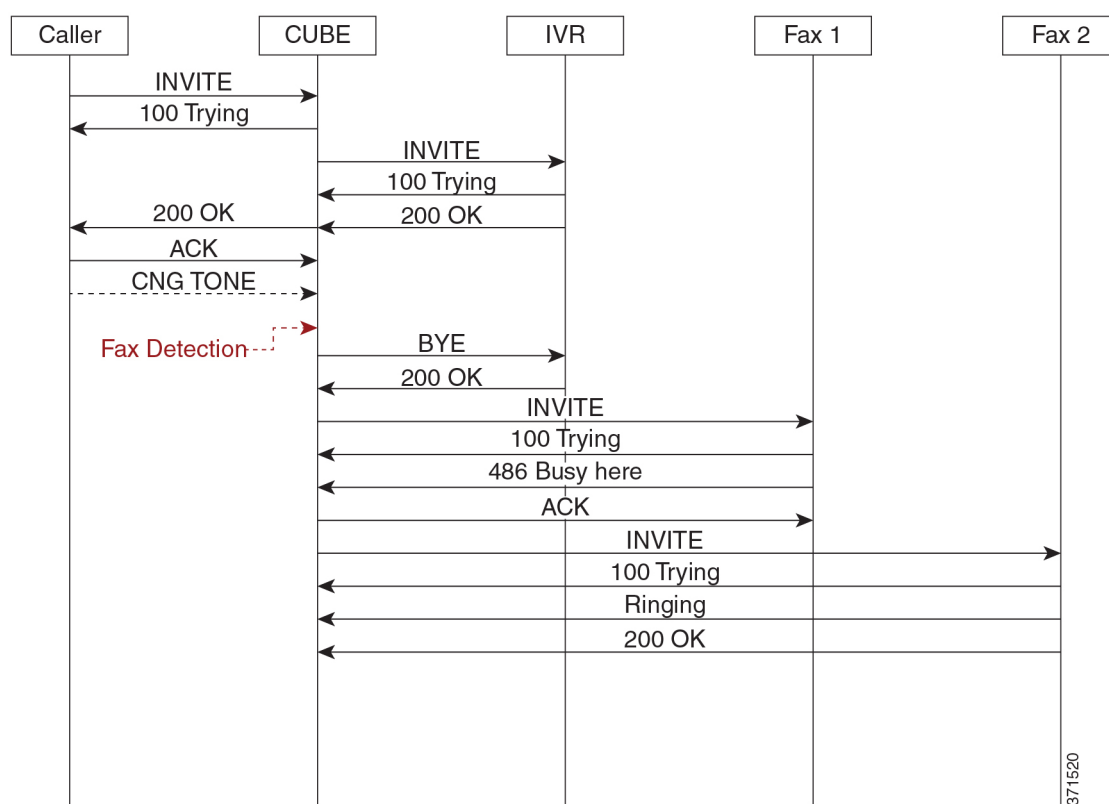 Caller CUBE IVR Fax 1 Fax 2
INVITE
100 Trying
INVITE
100 Trying
200 OK 200 OK
ACK
CNG TONE
Fax Detection
BYE
200 OK
INVITE
100 Trying
486 Busy here
ACK
INVITE
100 Trying
Ringing
200 OK
371520